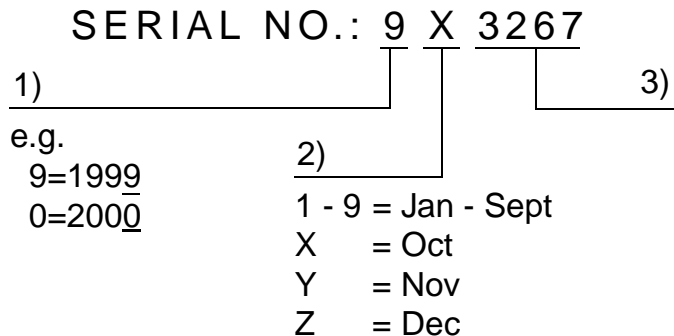 SERIAL NO.: 9 X 3267
1)
3)
e.g.
9=1999
0=2000
2)
1 - 9 = Jan - Sept
X = Oct
Y = Nov
Z = Dec